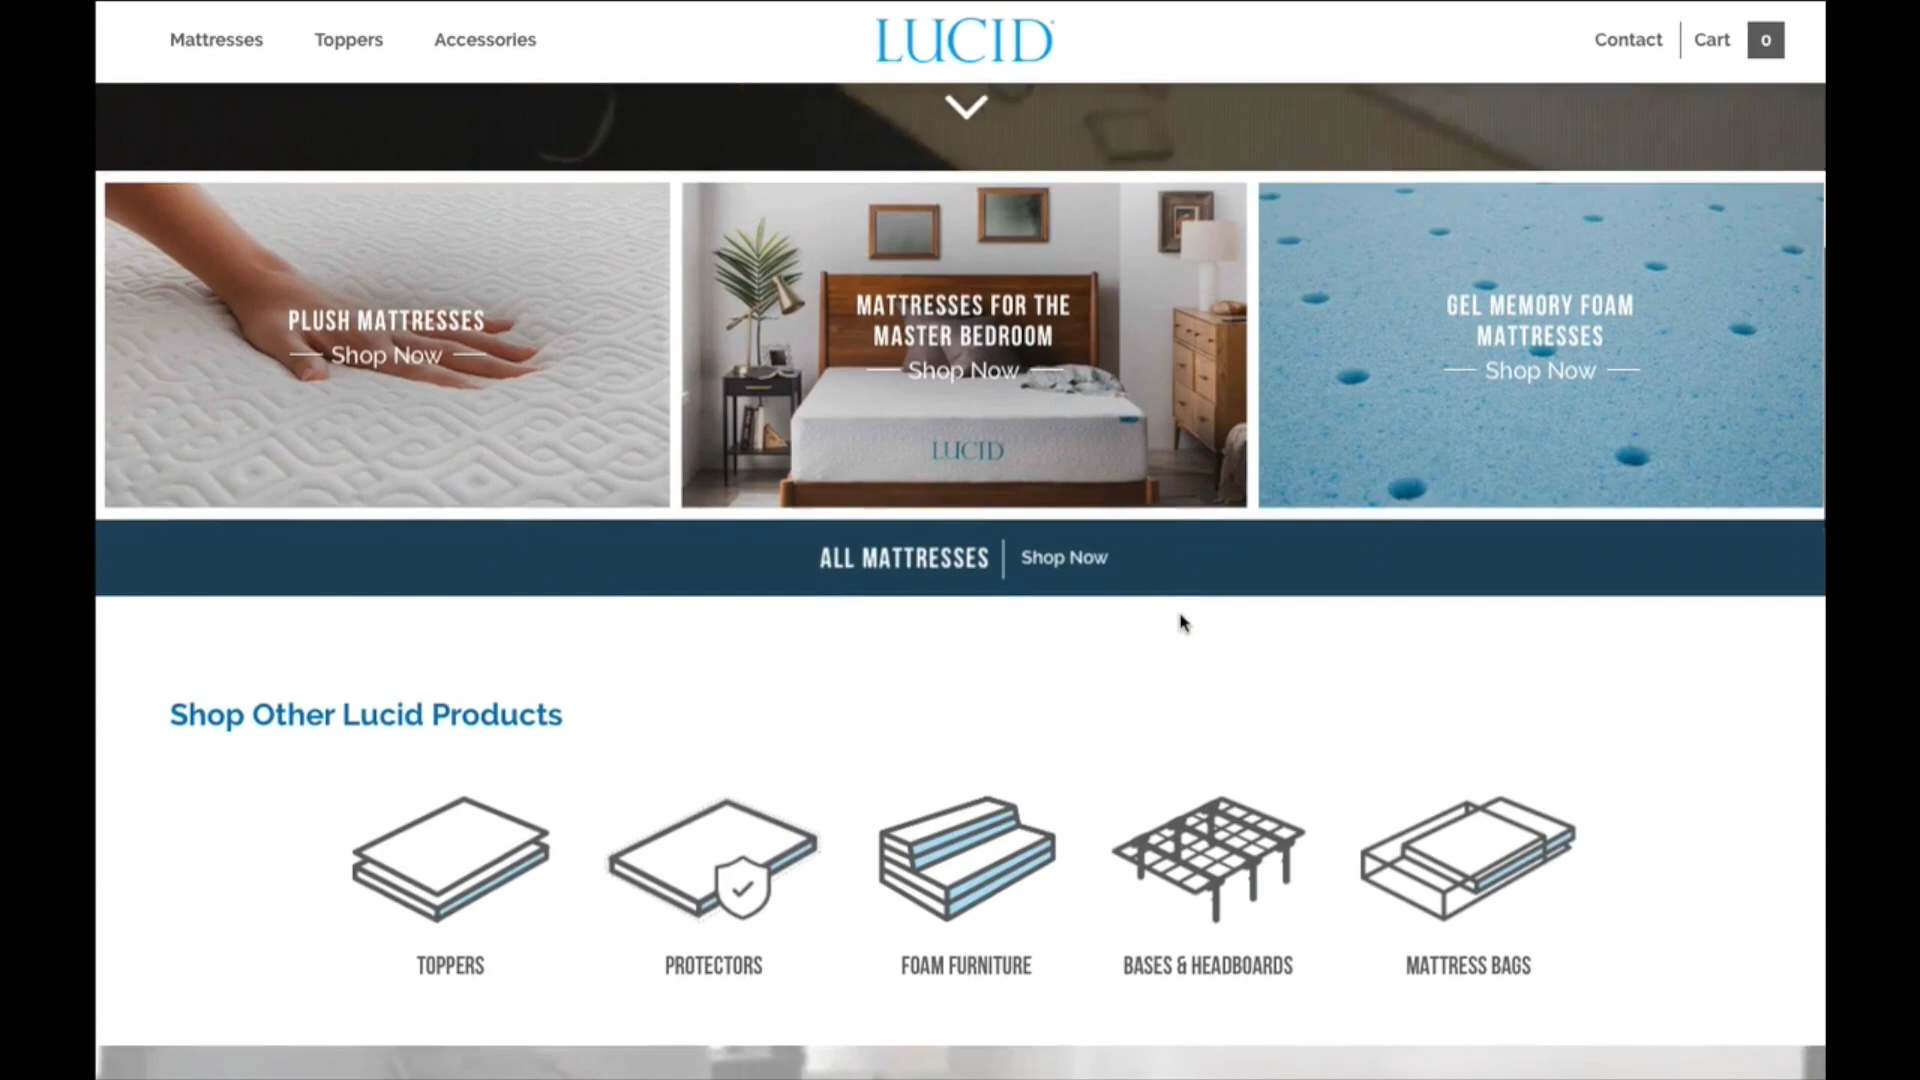 Mattresses
Toppers
Accessories
LUCID
Contact
Cart
0
PLUSH MATTRESSES
Shop Now
MATTRESSES FOR THE
MASTER BEDROOM
Shop Now
LUCID
GEL MEMORY FOAM
MATTRESSES
Shop Now
ALL MATTRESSES
Shop Now
Shop Other Lucid Products
TOPPERS
PROTECTORS
FOAM FURNITURE
BASES & HEADBOARDS
MATTRESS BAGS